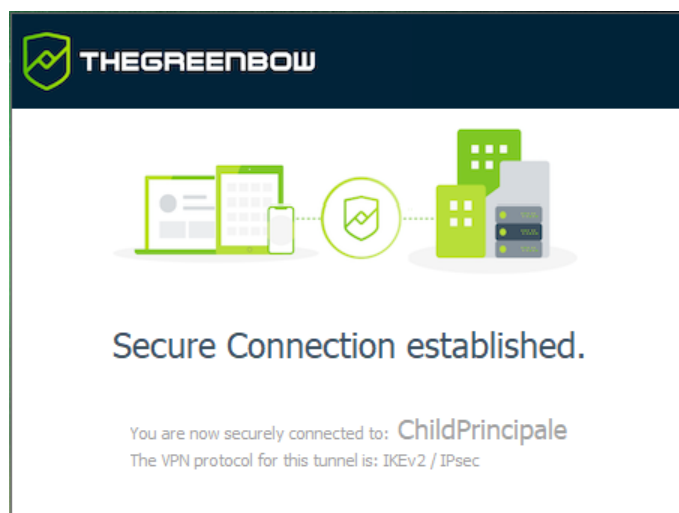 THEGREENBOW
Secure Connection established.
You are now securely connected to: ChildPrincipale
The VPN protocol for this tunnel is: IKEv2 / IPsec